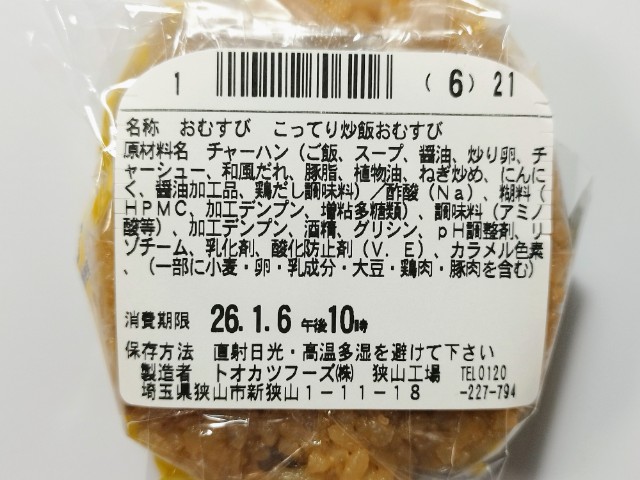 1 (6) 21
名称 おむすび こってり炒飯おむすび
原材料名 チャーハン(ご飯、スープ、醤油、炒り卵、チ
ャーシュー、和風だれ、豚脂、植物油、ねぎ炒め、にんに
く、醤油加工品、鶏だし調味料)/酢酸(Na)、糊料(
HPMC、加工デンプン、増粘多糖類)、調味料(アミノ
酸等)、加工デンプン、酒精、グリシン、pH調整剤、リ
ゾチーム、乳化剤、酸化防止剤(V.E)、カラメル色素
、(一部に小麦・卵・乳成分・大豆・鶏肉・豚肉を含む)
消費期限 26.1.6 午後10時
保存方法 直射日光・高温多湿を避けて下さい
製造者 トオカツフーズ㈱ 狭山工場 TEL0120
埼玉県狭山市新狭山1-11-18 -227-794